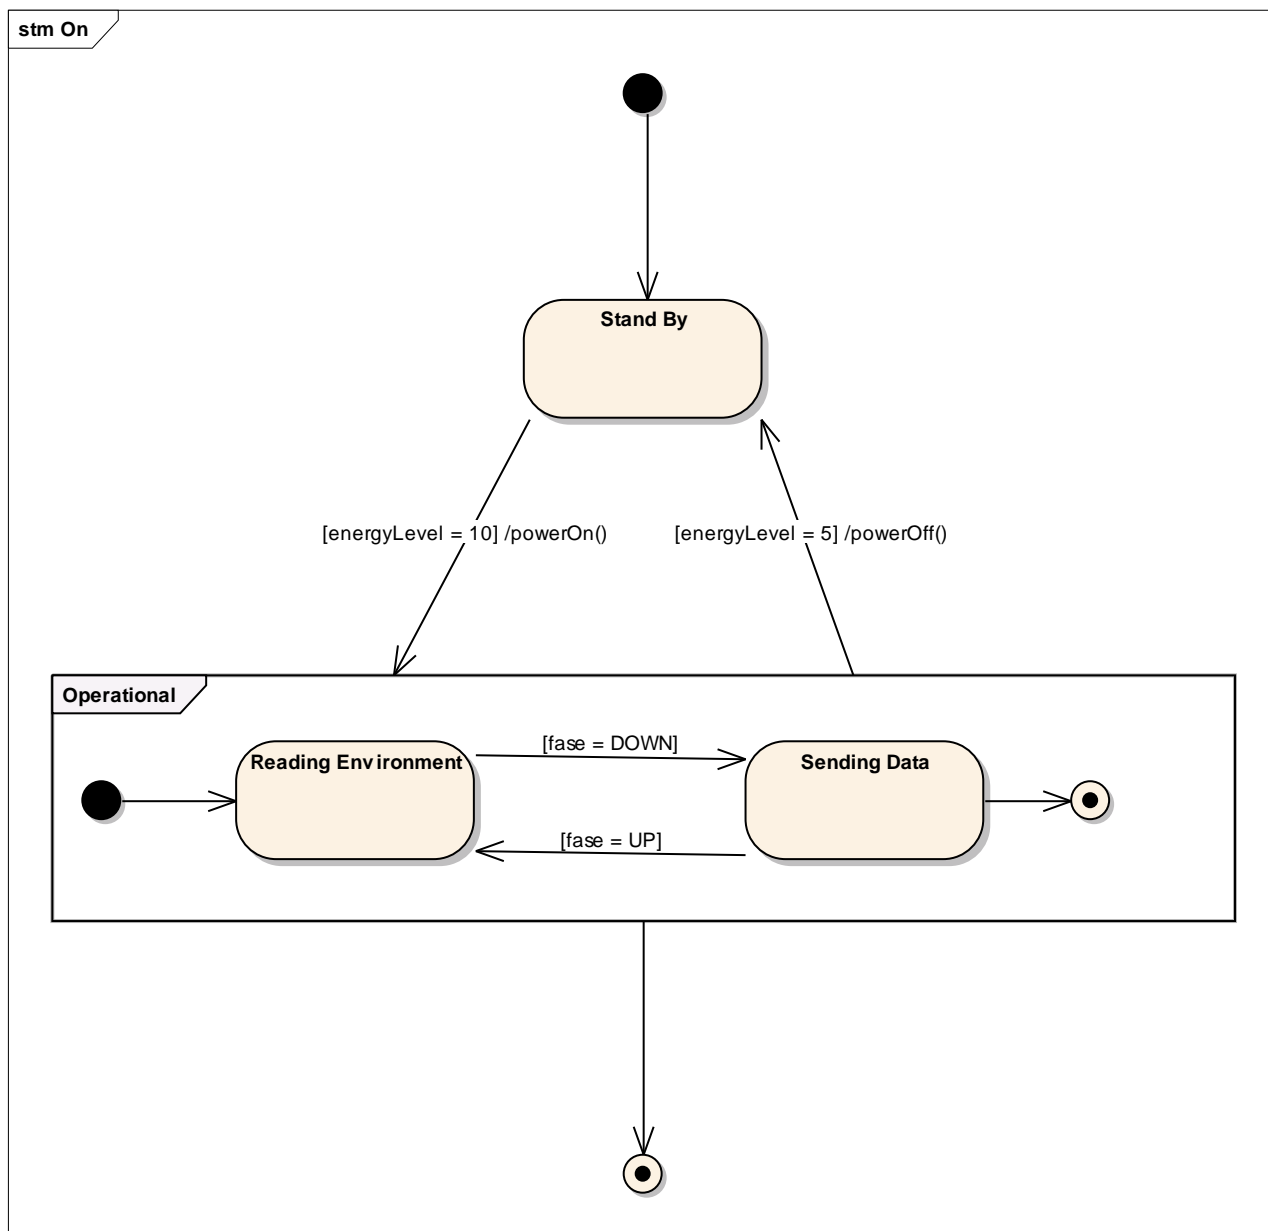 stm On
Stand By
[energyLevel = 10] /powerOn()
[energyLevel = 5] /powerOff()
Operational
[fase = DOWN]
Reading Environment
Sending Data
[fase = UP]